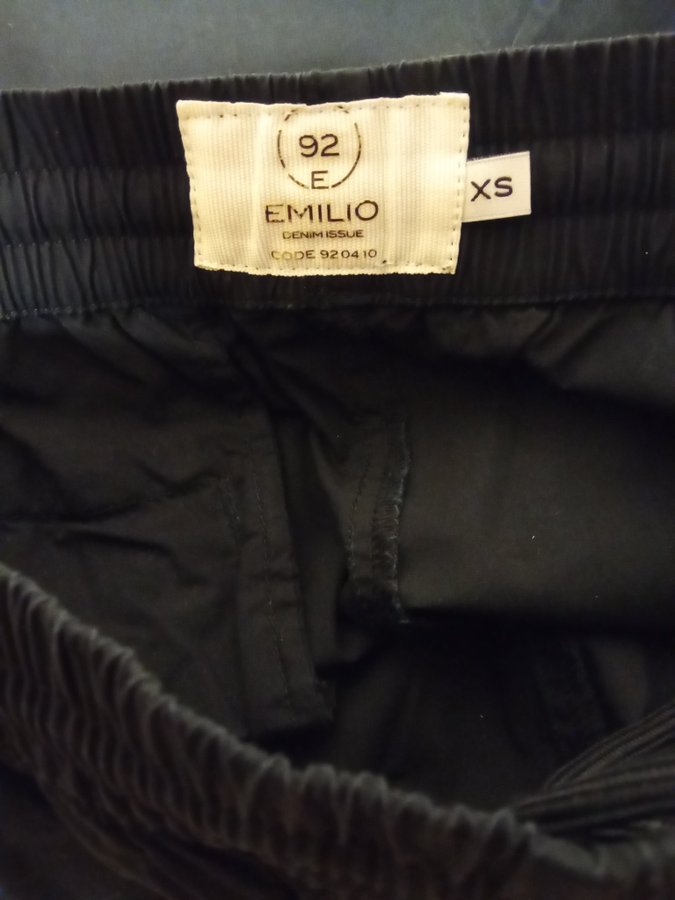 92
E
EMILIO
DENIM ISSUE
CODE 920410
XS